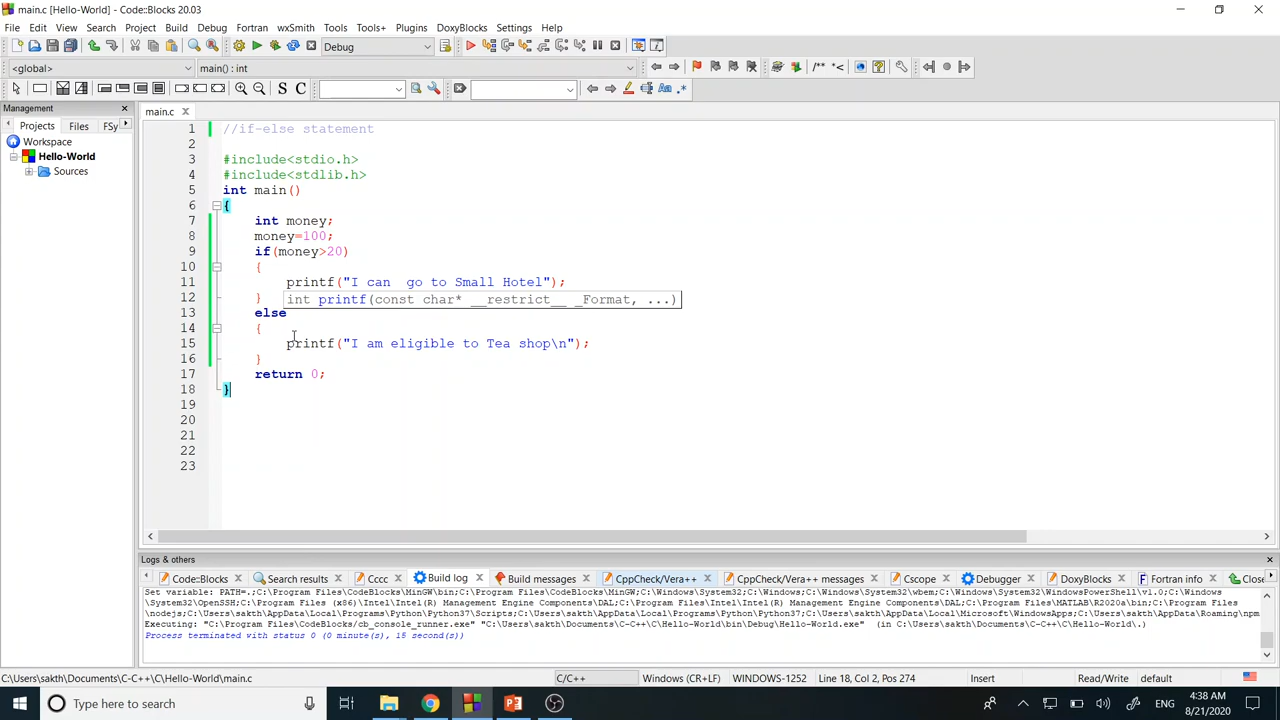 main.c [Hello-World] - Code::Blocks 20.03
File Edit View Search Project Build Debug Fortran wxSmith Tools Tools+ Plugins DoxyBlocks Settings Help
Debug
<global> main() : int
/** *<
S C Aa .*
Management
Projects Files FSy
Workspace
Hello-World
Sources
main.c
1 //if-else statement
2
3 #include<stdio.h>
4 #include<stdlib.h>
5 int main()
6 {
7 int money;
8 money=100;
9 if(money>20)
10 {
11 printf("I can  go to Small Hotel");
12 }
int printf(const char* __restrict__ _Format, ...)
13 else
14 {
15 printf("I am eligible to Tea shop\n");
16 }
17 return 0;
18 }
19
20
21
22
23
Logs & others
Code::Blocks Search results Cccc Build log Build messages CppCheck/Vera++ CppCheck/Vera++ messages Cscope Debugger DoxyBlocks Fortran info Close
Set variable: PATH=.;C:\Program Files\CodeBlocks\MinGW\bin;C:\Program Files\CodeBlocks\MinGW;C:\Windows\System32;C:\Windows;C:\Windows\System32\wbem;C:\Windows\System32\WindowsPowerShell\v1.0;C:\Windows
\System32\OpenSSH;C:\Program Files (x86)\Intel\Intel(R) Management Engine Components\DAL;C:\Program Files\Intel\Intel(R) Management Engine Components\DAL;C:\Program Files\MATLAB\R2020a\bin;C:\Program Files
\nodejs;C:\Users\sakth\AppData\Local\Programs\Python\Python37\Scripts;C:\Users\sakth\AppData\Local\Programs\Python\Python37;C:\Users\sakth\AppData\Local\Microsoft\WindowsApps;C:\Users\sakth\AppData\Roaming\npm
Executing: "C:\Program Files\CodeBlocks/cb_console_runner.exe" "C:\Users\sakth\Documents\C-C++\C\Hello-World\bin\Debug\Hello-World.exe"  (in C:\Users\sakth\Documents\C-C++\C\Hello-World\.)
Process terminated with status 0 (0 minute(s), 15 second(s))
C:\Users\sakth\Documents\C-C++\C\Hello-World\main.c C/C++ Windows (CR+LF) WINDOWS-1252 Line 18, Col 2, Pos 274 Insert Read/Write default
Type here to search
ENG
4:38 AM
8/21/2020